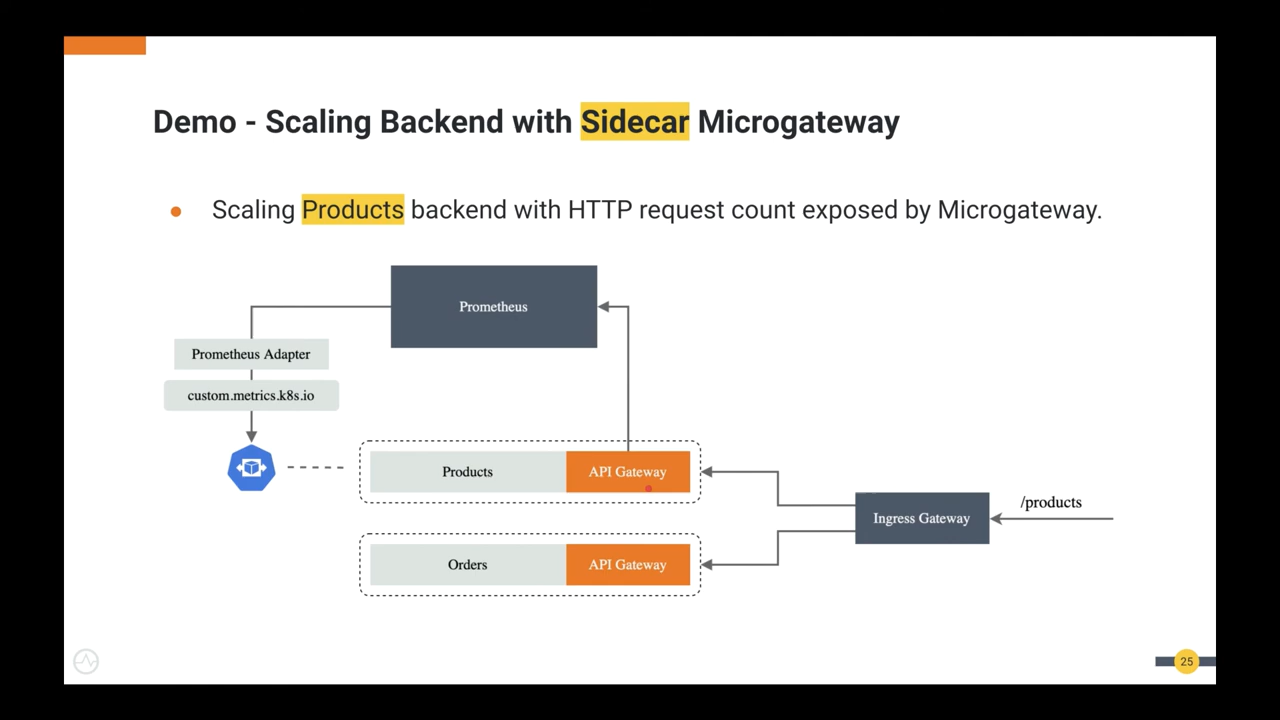 Demo - Scaling Backend with Sidecar Microgateway
Scaling Products backend with HTTP request count exposed by Microgateway.
Prometheus
Prometheus Adapter
custom.metrics.k8s.io
Products
API Gateway
/products
Ingress Gateway
Orders
API Gateway
25